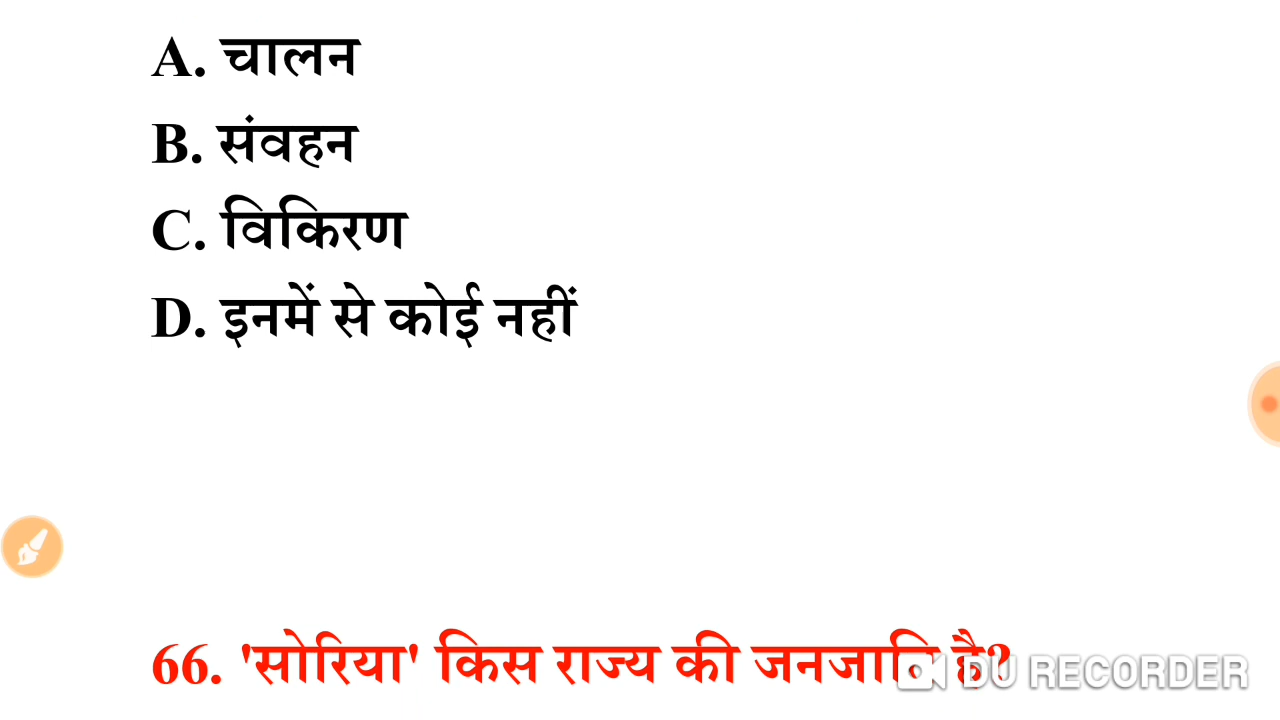 A. चालन
B. संवहन
C. विकिरण
D. इनमें से कोई नहीं
66. 'सोरिया' किस राज्य की जनजाति है?
DU RECORDER